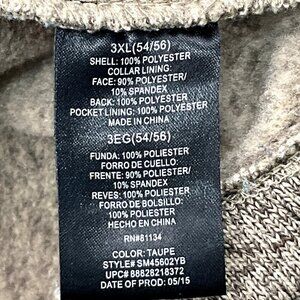 3XL(54/56)
SHELL: 100% POLYESTER
COLLAR LINING:
FACE: 90% POLYESTER/
10% SPANDEX
BACK: 100% POLYESTER
POCKET LINING: 100% POLYESTER
MADE IN CHINA
3EG(54/56)
FUNDA: 100% POLIESTER
FORRO DE CUELLO:
FRENTE: 90% POLIESTER/
10% SPANDEX
REVES: 100% POLIESTER
FORRO DE BOLSILLO:
100% POLIESTER
HECHO EN CHINA
RN#81134
COLOR: TAUPE
STYLE# SM45602YB
UPC# 88828218372
DATE OF PROD: 05/15